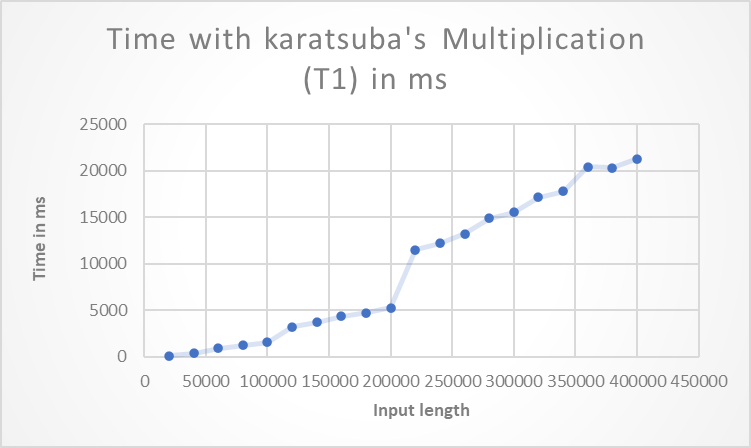 Time with karatsuba's Multiplication
(T1) in ms
25000
20000
15000
10000
5000
0
Time in ms
0 50000 100000 150000 200000 250000 300000 350000 400000 450000
Input length